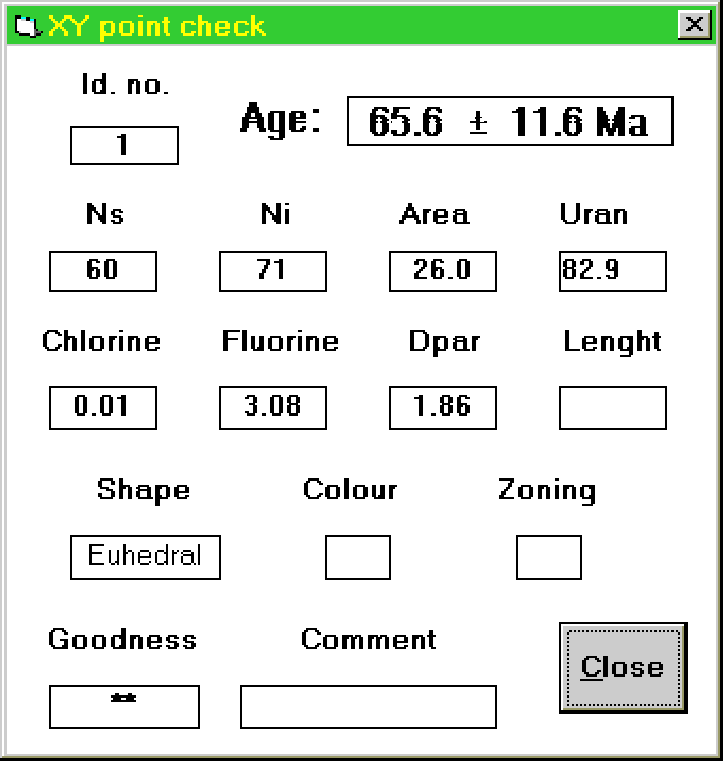 XY point check
Id. no.
Age: 65.6 ± 11.6 Ma
1
Ns Ni Area Uran
60 71 26.0 82.9
Chlorine Fluorine Dpar Lenght
0.01 3.08 1.86
Shape Colour Zoning
Euhedral
Goodness Comment
**
Close